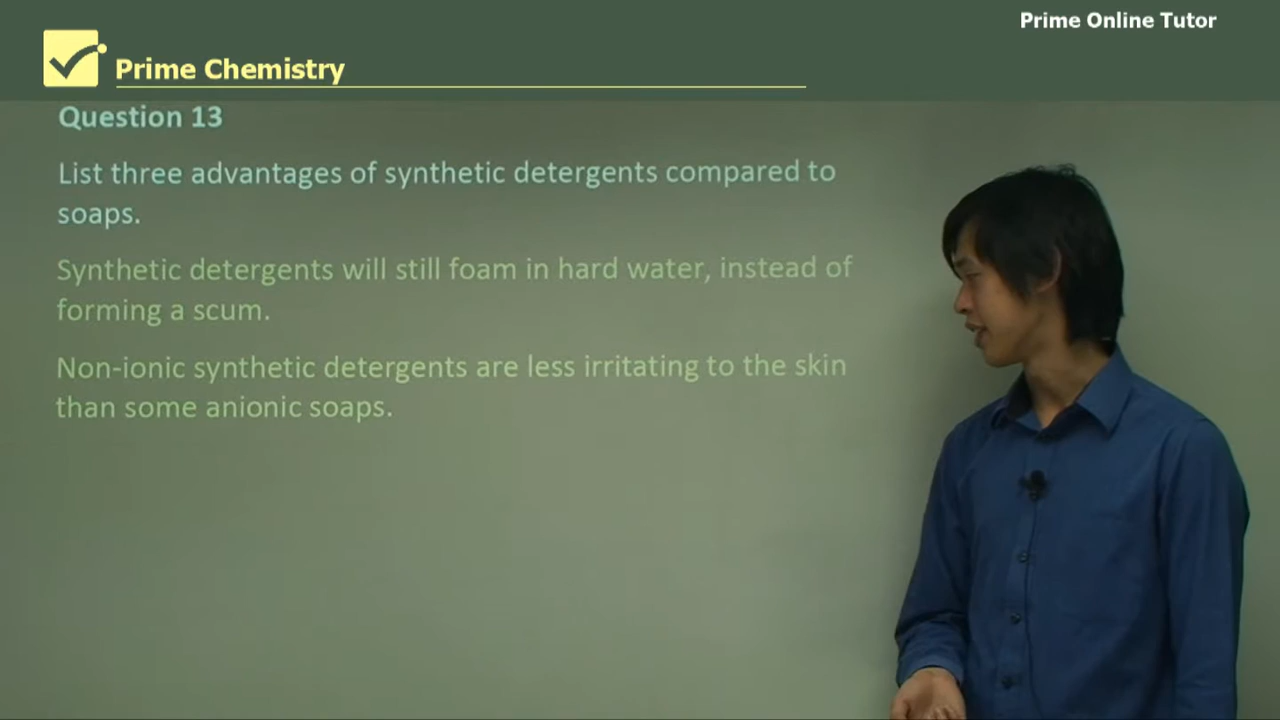 Prime Online Tutor
Prime Chemistry
Question 13
List three advantages of synthetic detergents compared to
soaps.
Synthetic detergents will still foam in hard water, instead of
forming a scum.
Non-ionic synthetic detergents are less irritating to the skin
than some anionic soaps.